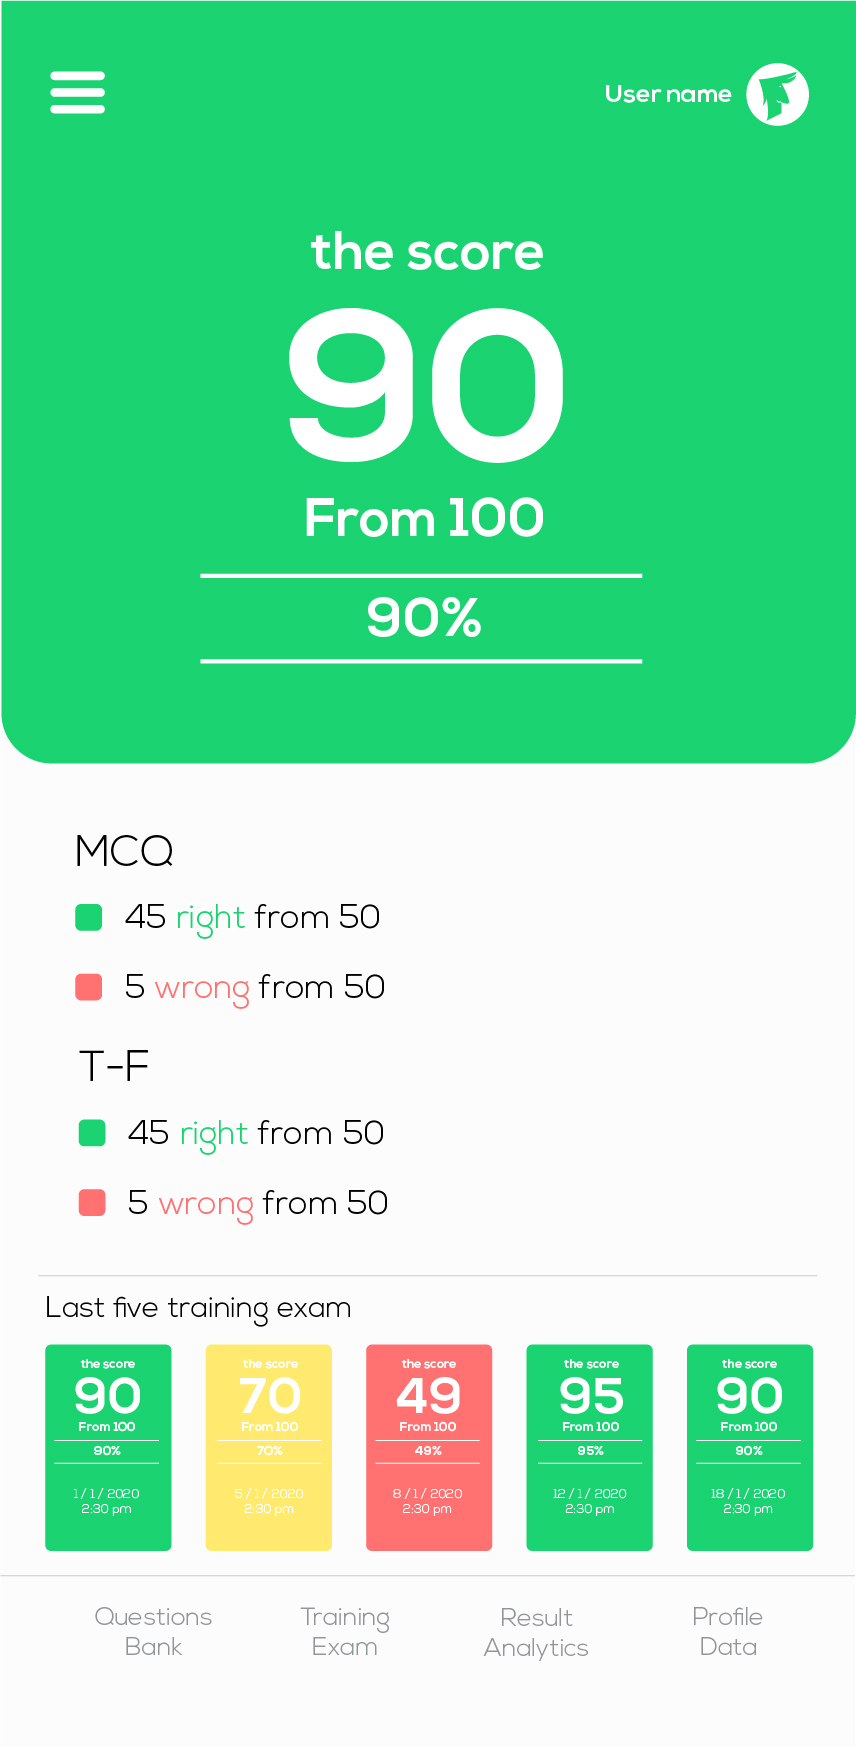 User name
the score
90
From 100
90%
MCQ
45 right from 50
5 wrong from 50
T-F
45 right from 50
5 wrong from 50
Last five training exam
the score
90
From 100
90%
1 / 1 / 2020
2:30 pm
the score
70
From 100
70%
5 / 1 / 2020
2:30 pm
the score
49
From 100
49%
8 / 1 / 2020
2:30 pm
the score
95
From 100
95%
12 / 1 / 2020
2:30 pm
the score
90
From 100
90%
18 / 1 / 2020
2:30 pm
Questions
Bank
Training
Exam
Result
Analytics
Profile
Data